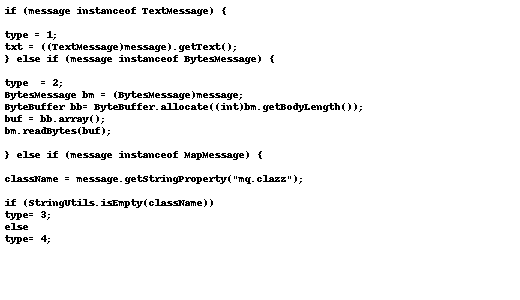 if (message instanceof TextMessage) {
type = 1;
txt = ((TextMessage)message).getText();
} else if (message instanceof BytesMessage) {
type  = 2;
BytesMessage bm = (BytesMessage)message;
ByteBuffer bb= ByteBuffer.allocate((int)bm.getBodyLength());
buf = bb.array();
bm.readBytes(buf);
} else if (message instanceof MapMessage) {
className = message.getStringProperty("mq.clazz");
if (StringUtils.isEmpty(className))
type= 3;
else
type= 4;